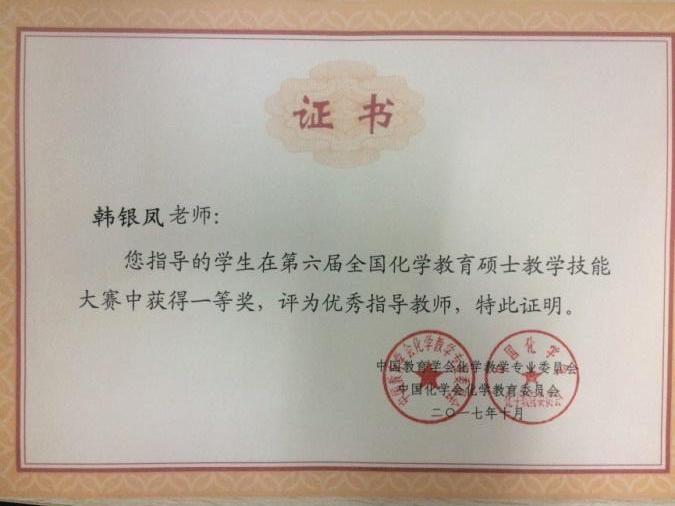 证书
韩银凤老师：
您指导的学生在第六届全国化学教育硕士教学技能
大赛中获得一等奖，评为优秀指导教师，特此证明。
中国教育学会化学教学专业委员会
中国化学会化学教育委员会
二〇一七年十月